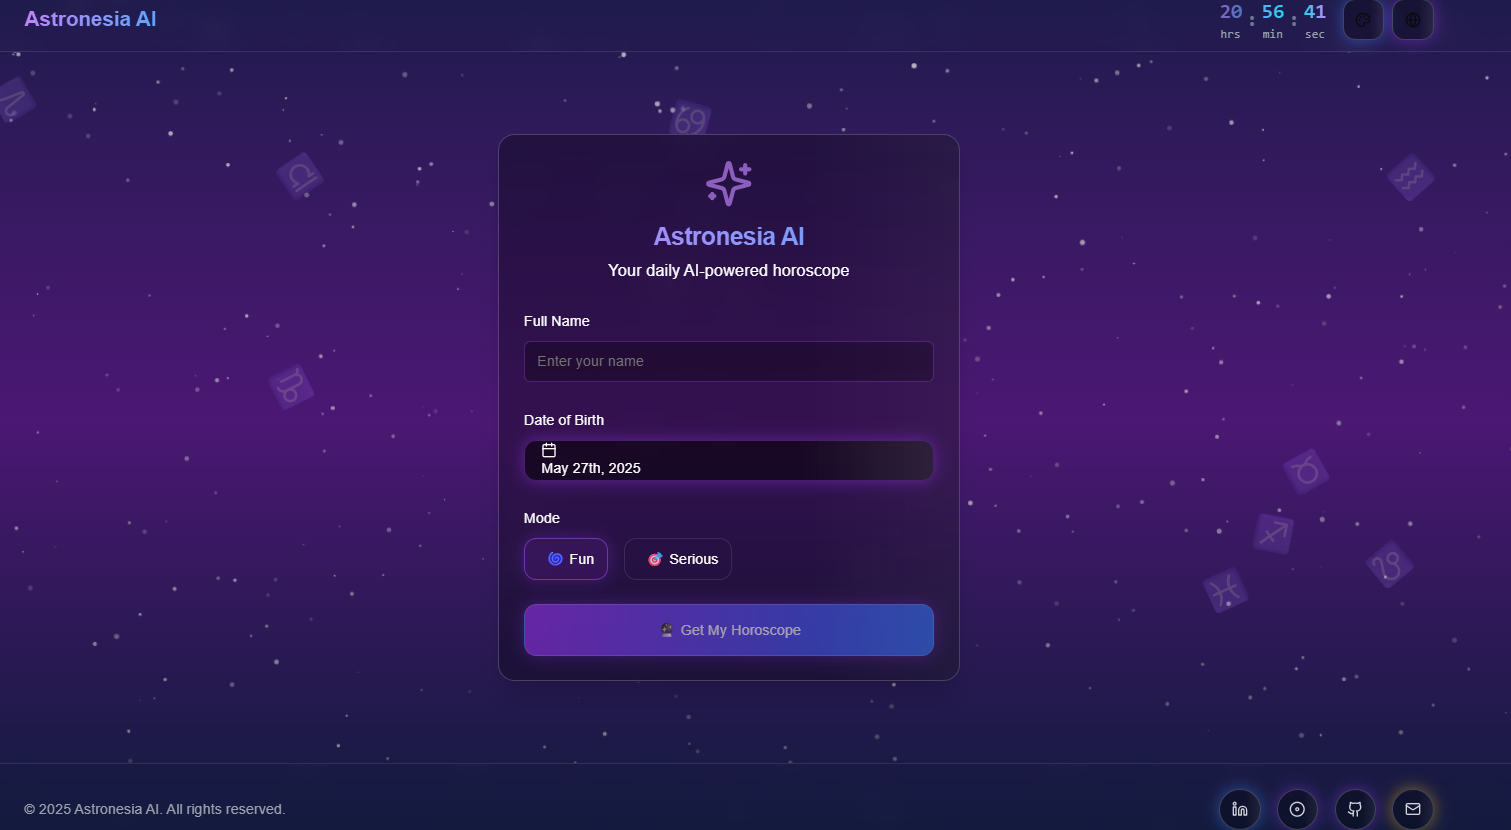 Astronesia AI
20 : 56 : 41
hrs min sec
Astronesia AI
Your daily AI-powered horoscope
Full Name
Enter your name
Date of Birth
May 27th, 2025
Mode
🌀 Fun 🎯 Serious
🔮 Get My Horoscope
© 2025 Astronesia AI. All rights reserved.